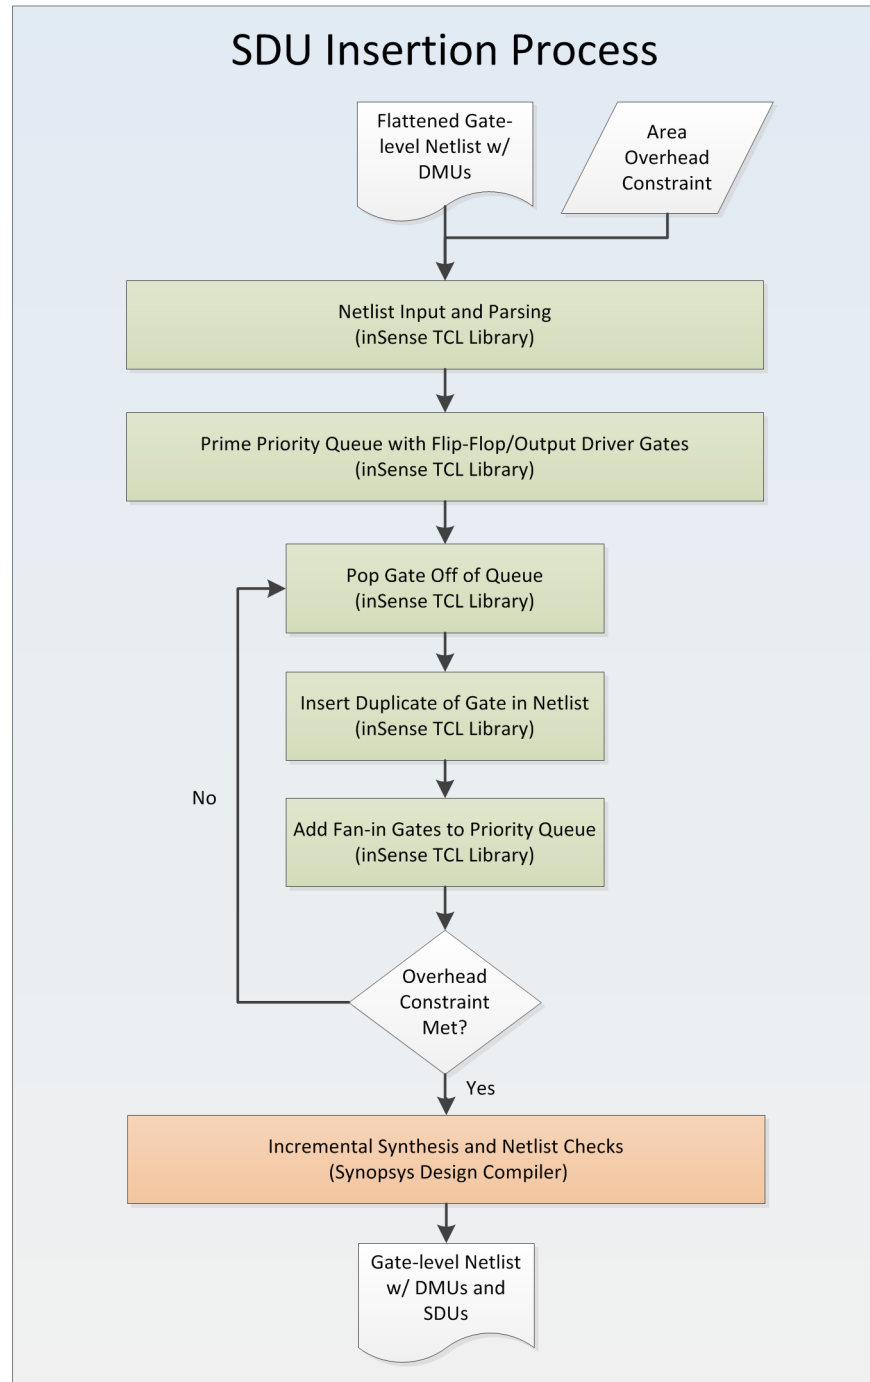 SDU Insertion Process
Flattened Gate-
level Netlist w/
DMUs
Area
Overhead
Constraint
Netlist Input and Parsing
(inSense TCL Library)
Prime Priority Queue with Flip-Flop/Output Driver Gates
(inSense TCL Library)
Pop Gate Off of Queue
(inSense TCL Library)
Insert Duplicate of Gate in Netlist
(inSense TCL Library)
Add Fan-in Gates to Priority Queue
(inSense TCL Library)
No
Overhead
Constraint
Met?
Yes
Incremental Synthesis and Netlist Checks
(Synopsys Design Compiler)
Gate-level Netlist
w/ DMUs and
SDUs